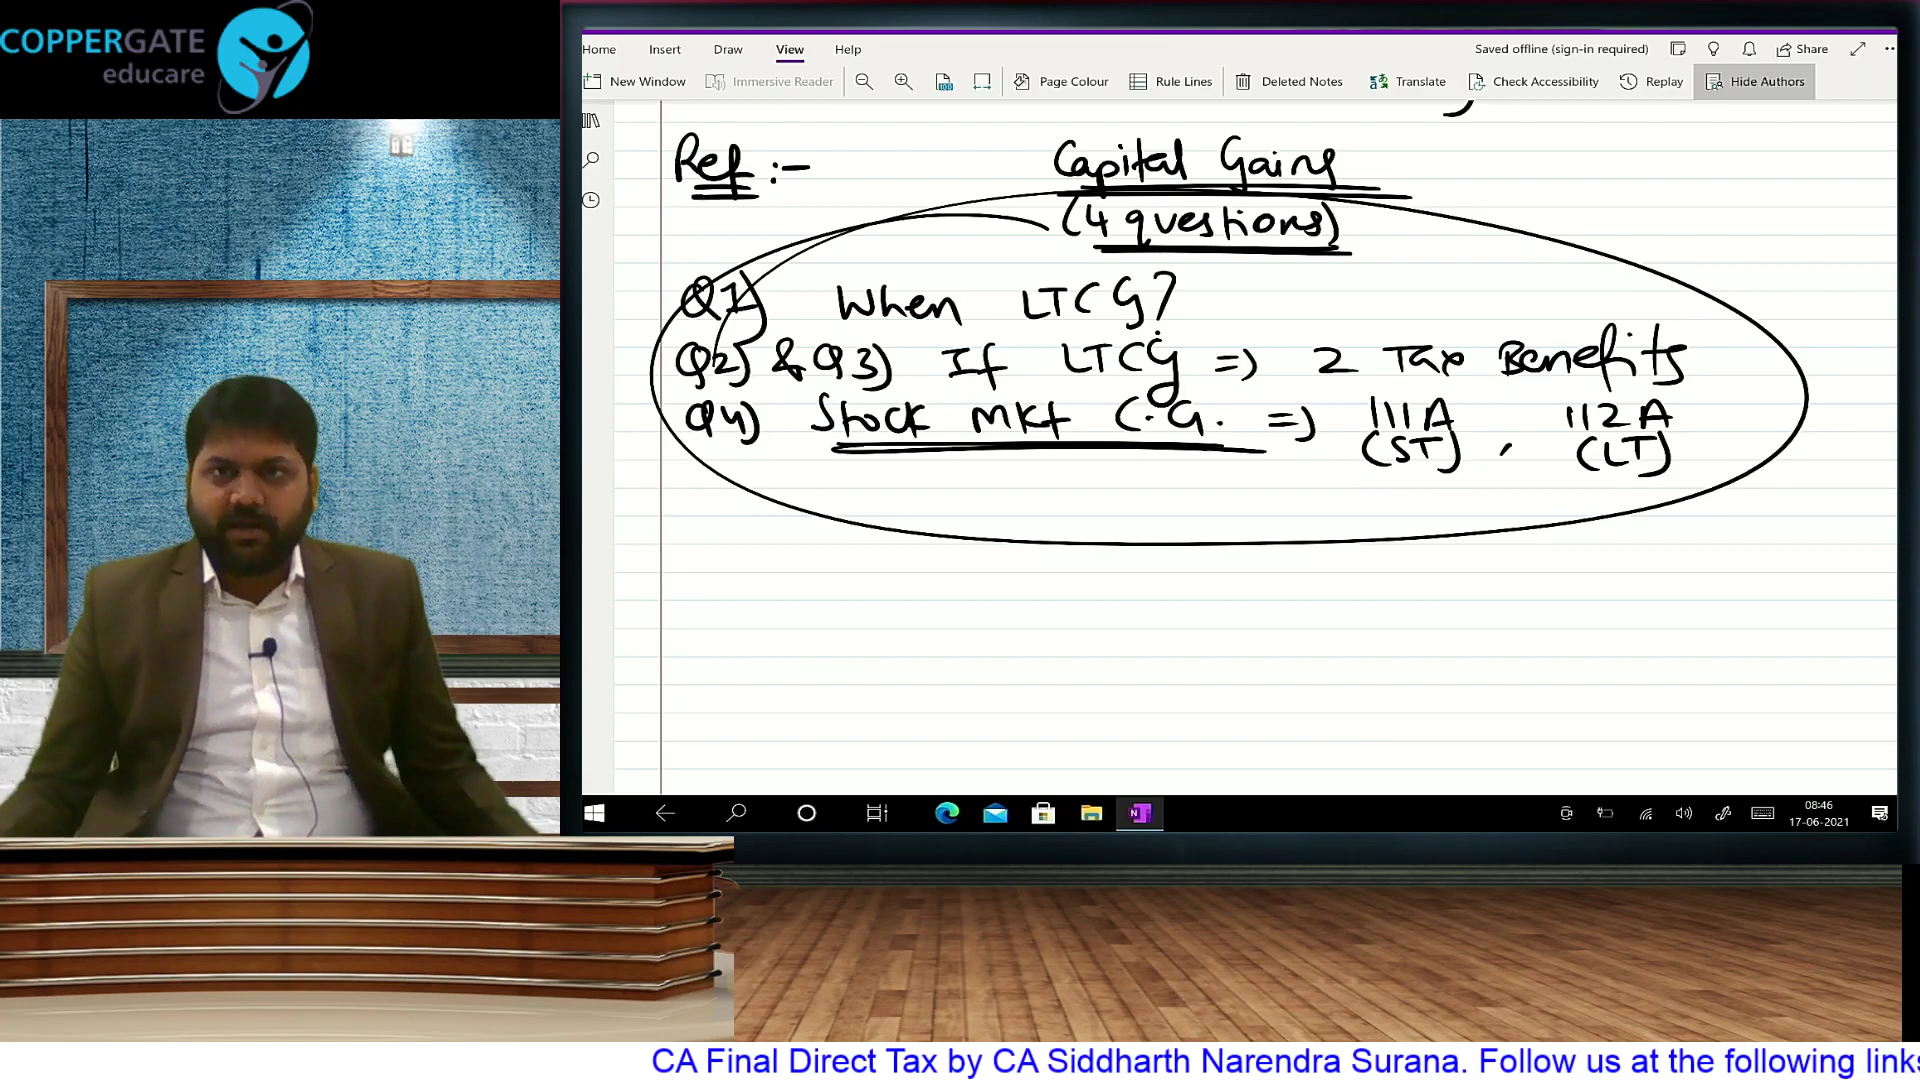 COPPERGATE
educare
Home Insert Draw View Help Saved offline (sign-in required) Share
New Window Immersive Reader 100 Page Colour Rule Lines Deleted Notes Translate Check Accessibility Replay Hide Authors
Ref :- Capital Gains
(4 questions)
Q1) When LTCG?
Q2) & Q3) If LTCG => 2 Tax Benefits
Q4) Stock Mkt C.G. => 111A 112A
(ST) , (LT)
08:46
17-06-2021
CA Final Direct Tax by CA Siddharth Narendra Surana. Follow us at the following links